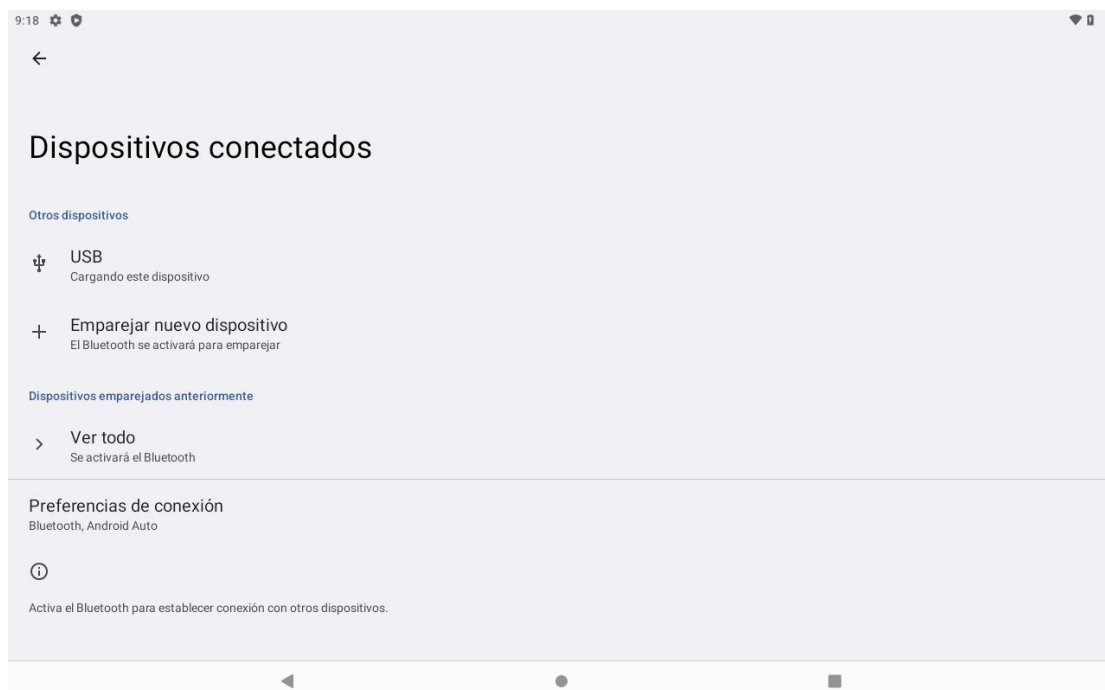 9:18
Dispositivos conectados
Otros dispositivos
USB
Cargando este dispositivo
Emparejar nuevo dispositivo
El Bluetooth se activará para emparejar
Dispositivos emparejados anteriormente
Ver todo
Se activará el Bluetooth
Preferencias de conexión
Bluetooth, Android Auto
Activa el Bluetooth para establecer conexión con otros dispositivos.